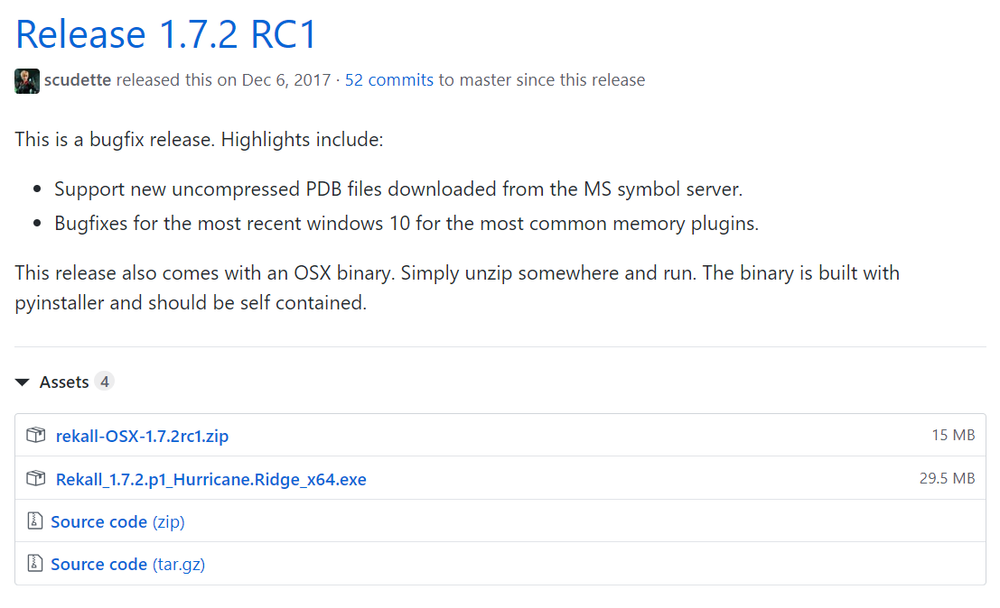 Release 1.7.2 RC1
scudette released this on Dec 6, 2017 · 52 commits to master since this release
This is a bugfix release. Highlights include:
• Support new uncompressed PDB files downloaded from the MS symbol server.
• Bugfixes for the most recent windows 10 for the most common memory plugins.
This release also comes with an OSX binary. Simply unzip somewhere and run. The binary is built with
pyinstaller and should be self contained.
Assets 4
rekall-OSX-1.7.2rc1.zip 15 MB
Rekall_1.7.2.p1_Hurricane.Ridge_x64.exe 29.5 MB
Source code (zip)
Source code (tar.gz)